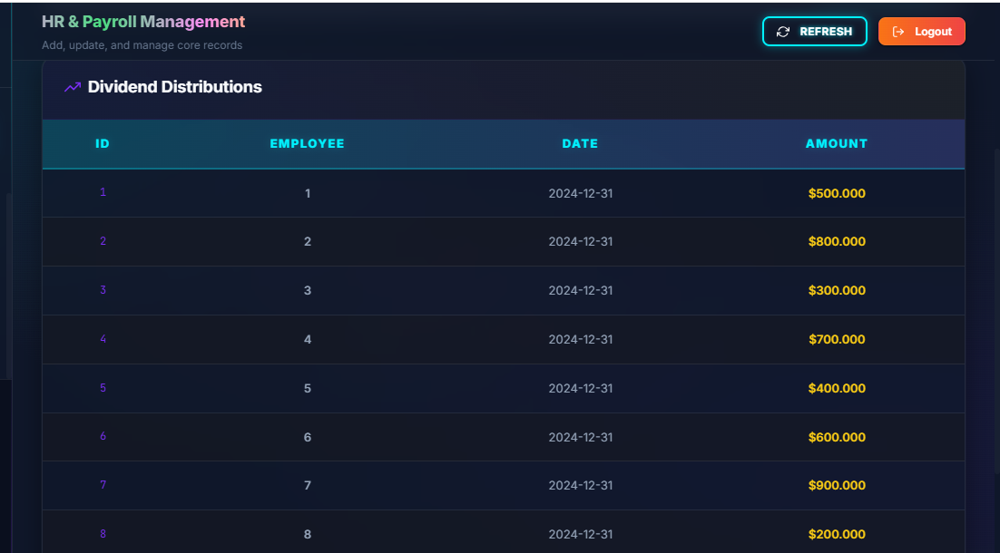 HR & Payroll Management
Add, update, and manage core records
REFRESH
Logout
Dividend Distributions
ID EMPLOYEE DATE AMOUNT
1 1 2024-12-31 $500.000
2 2 2024-12-31 $800.000
3 3 2024-12-31 $300.000
4 4 2024-12-31 $700.000
5 5 2024-12-31 $400.000
6 6 2024-12-31 $600.000
7 7 2024-12-31 $900.000
8 8 2024-12-31 $200.000